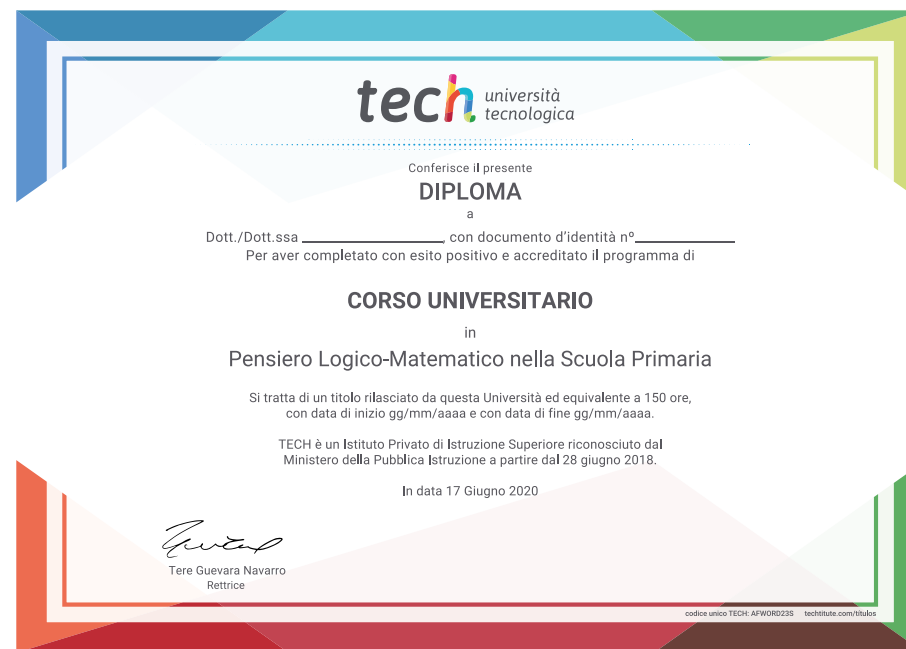 tech università
tecnologica
Conferisce il presente
DIPLOMA
a
Dott./Dott.ssa ____________, con documento d'identità nº____________
Per aver completato con esito positivo e accreditato il programma di
CORSO UNIVERSITARIO
in
Pensiero Logico-Matematico nella Scuola Primaria
Si tratta di un titolo rilasciato da questa Università ed equivalente a 150 ore,
con data di inizio gg/mm/aaaa e con data di fine gg/mm/aaaa.
TECH è un Istituto Privato di Istruzione Superiore riconosciuto dal
Ministero della Pubblica Istruzione a partire dal 28 giugno 2018.
In data 17 Giugno 2020
Tere Guevara Navarro
Rettrice
codice unico TECH: AFWORD23S techtitute.com/titulos